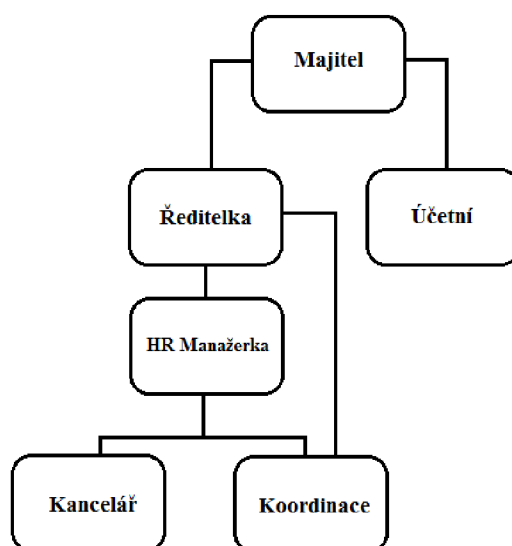 Majitel
Ředitelka
Účetní
HR Manažerka
Kancelář
Koordinace